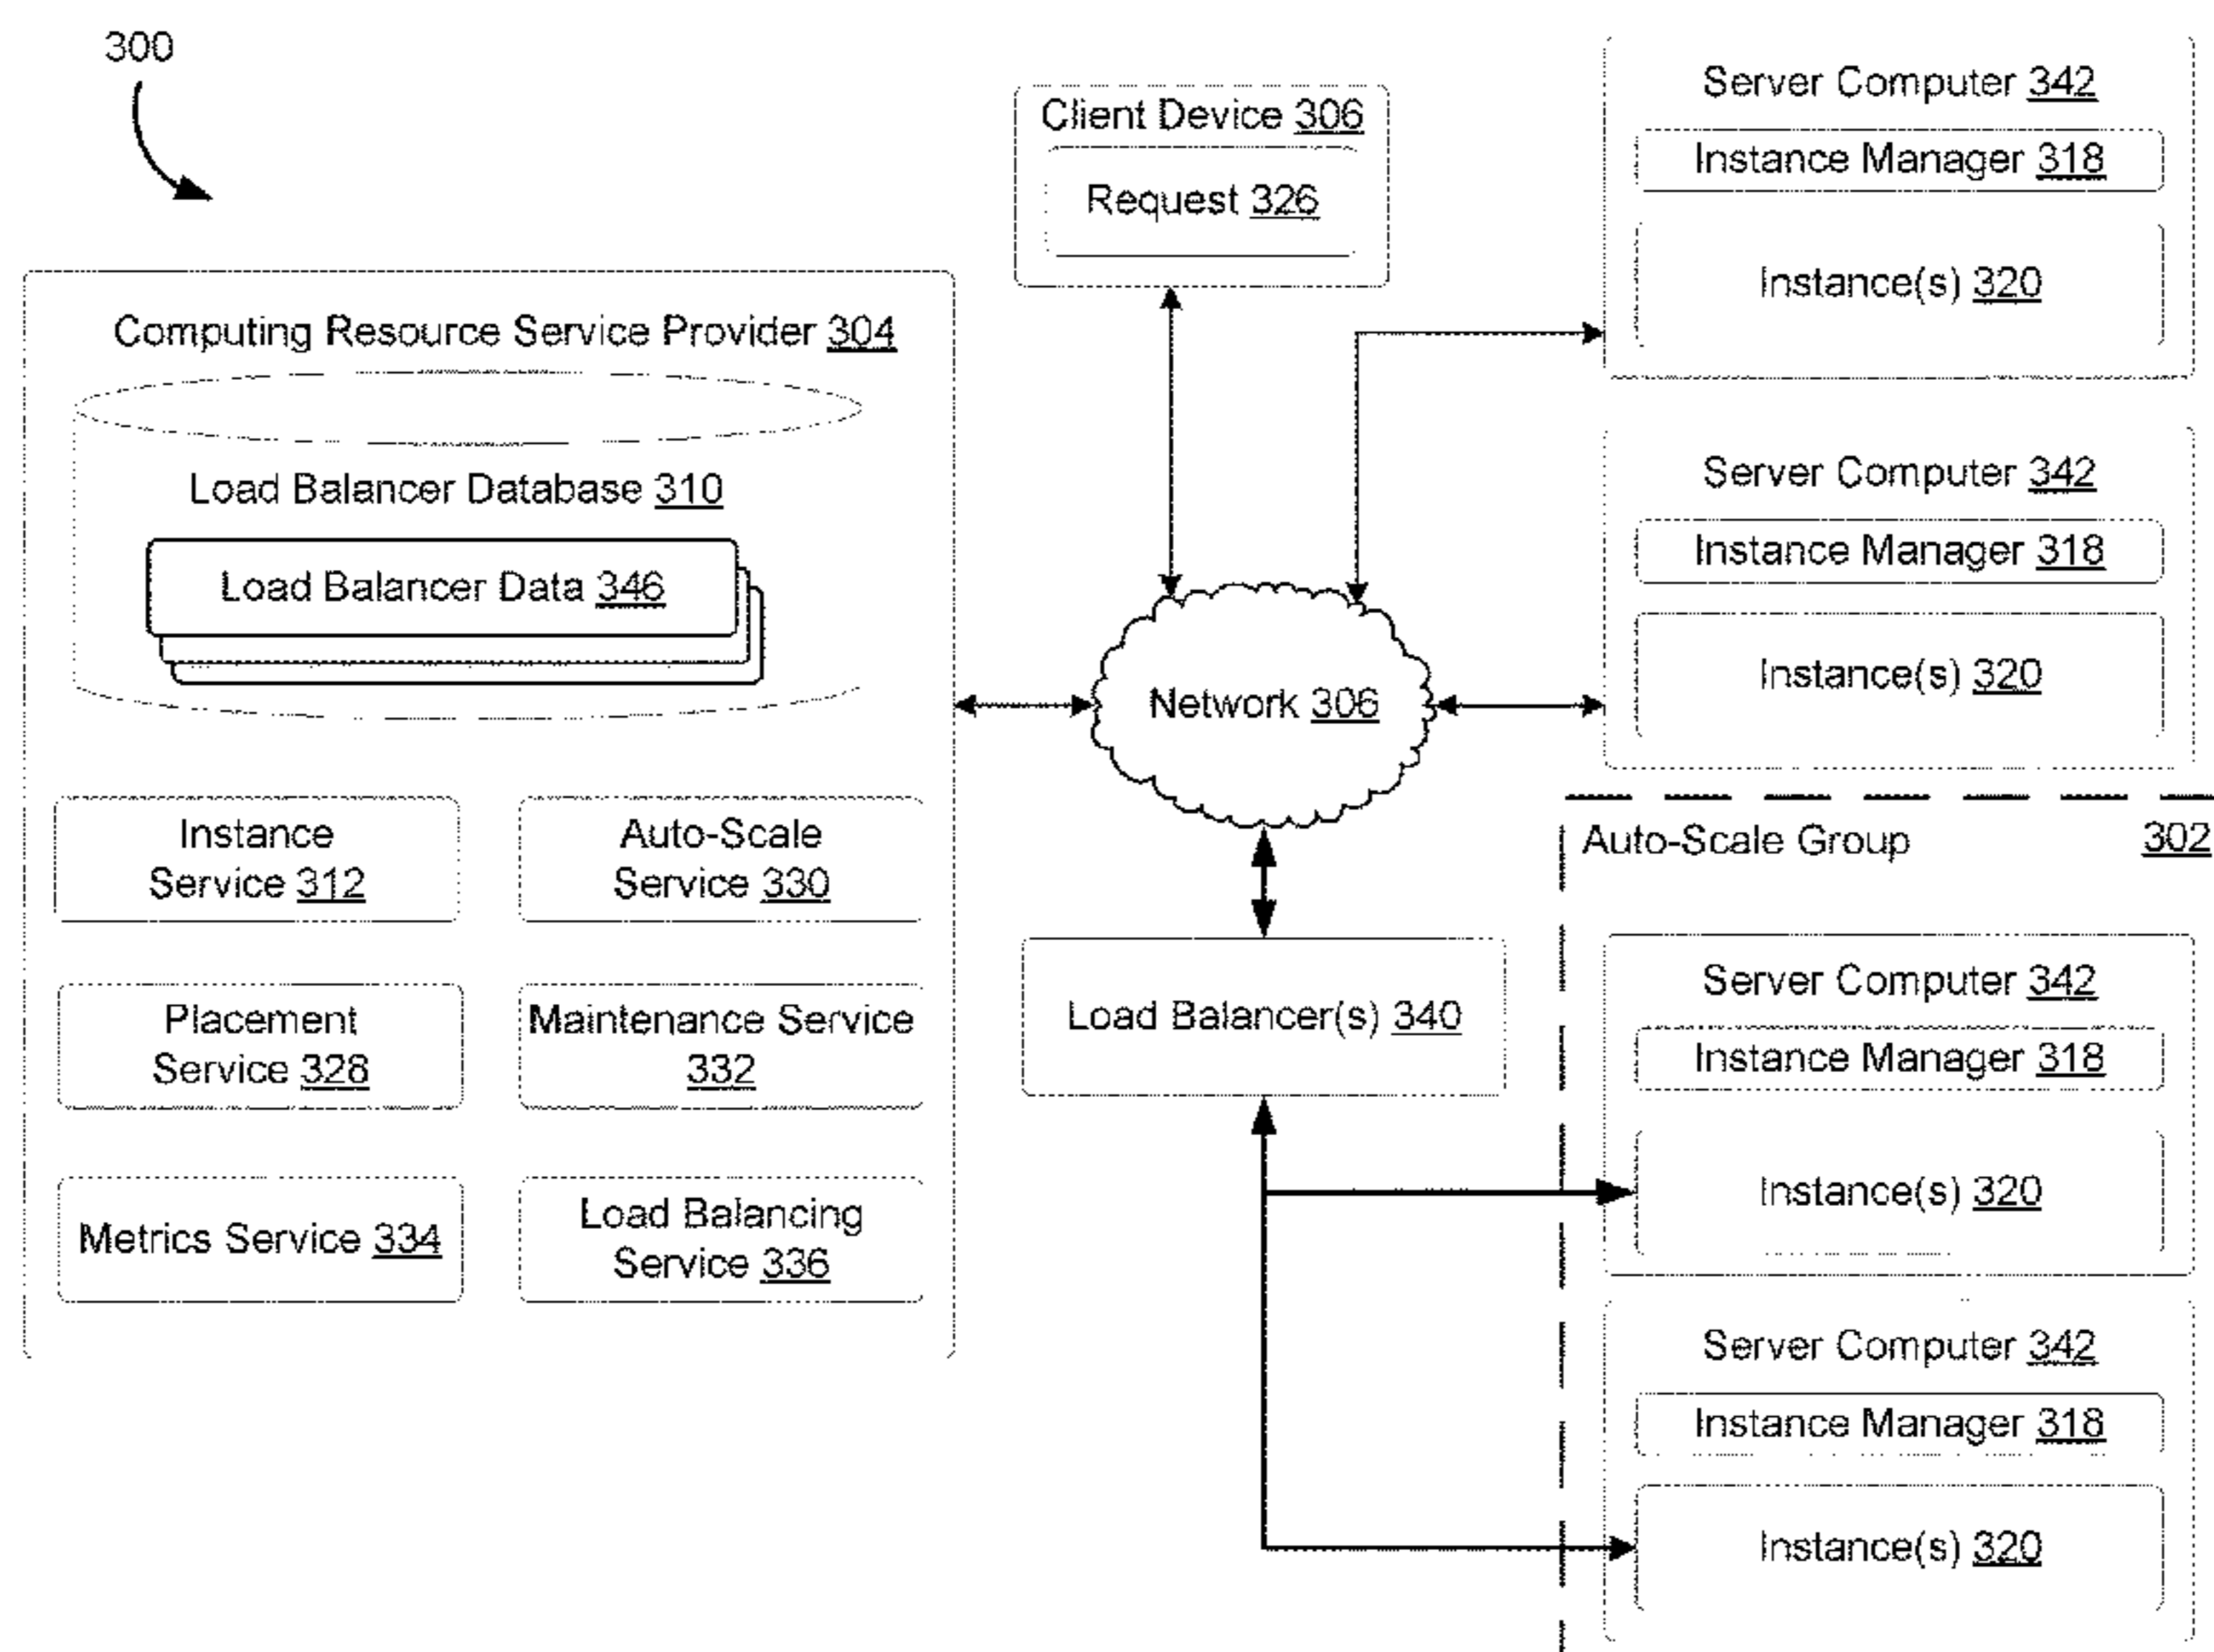 300
Computing Resource Service Provider 304
Load Balancer Database 310
Load Balancer Data 346
Instance
Service 312
Auto-Scale
Service 330
Placement
Service 328
Maintenance Service
332
Metrics Service 334
Load Balancing
Service 336
Client Device 306
Request 326
Network 306
Load Balancer(s) 340
Server Computer 342
Instance Manager 318
Instance(s) 320
Server Computer 342
Instance Manager 318
Instance(s) 320
Auto-Scale Group 302
Server Computer 342
Instance Manager 318
Instance(s) 320
Server Computer 342
Instance Manager 318
Instance(s) 320